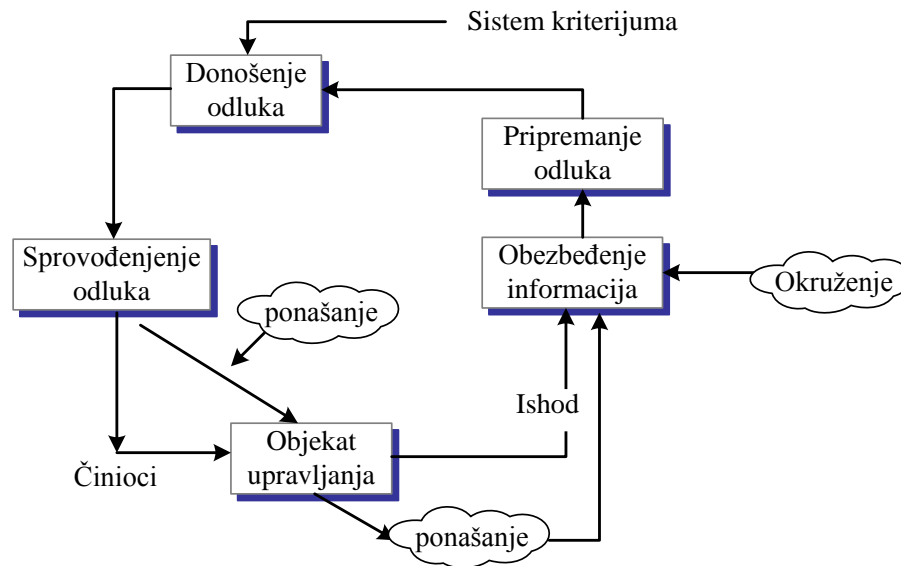 Sistem kriterijuma
Donošenje
odluka
Pripremanje
odluka
Sprovođenjenje
odluka
Obezbeđenje
informacija
Okruženje
ponašanje
Ishod
Objekat
upravljanja
Činioci
ponašanje